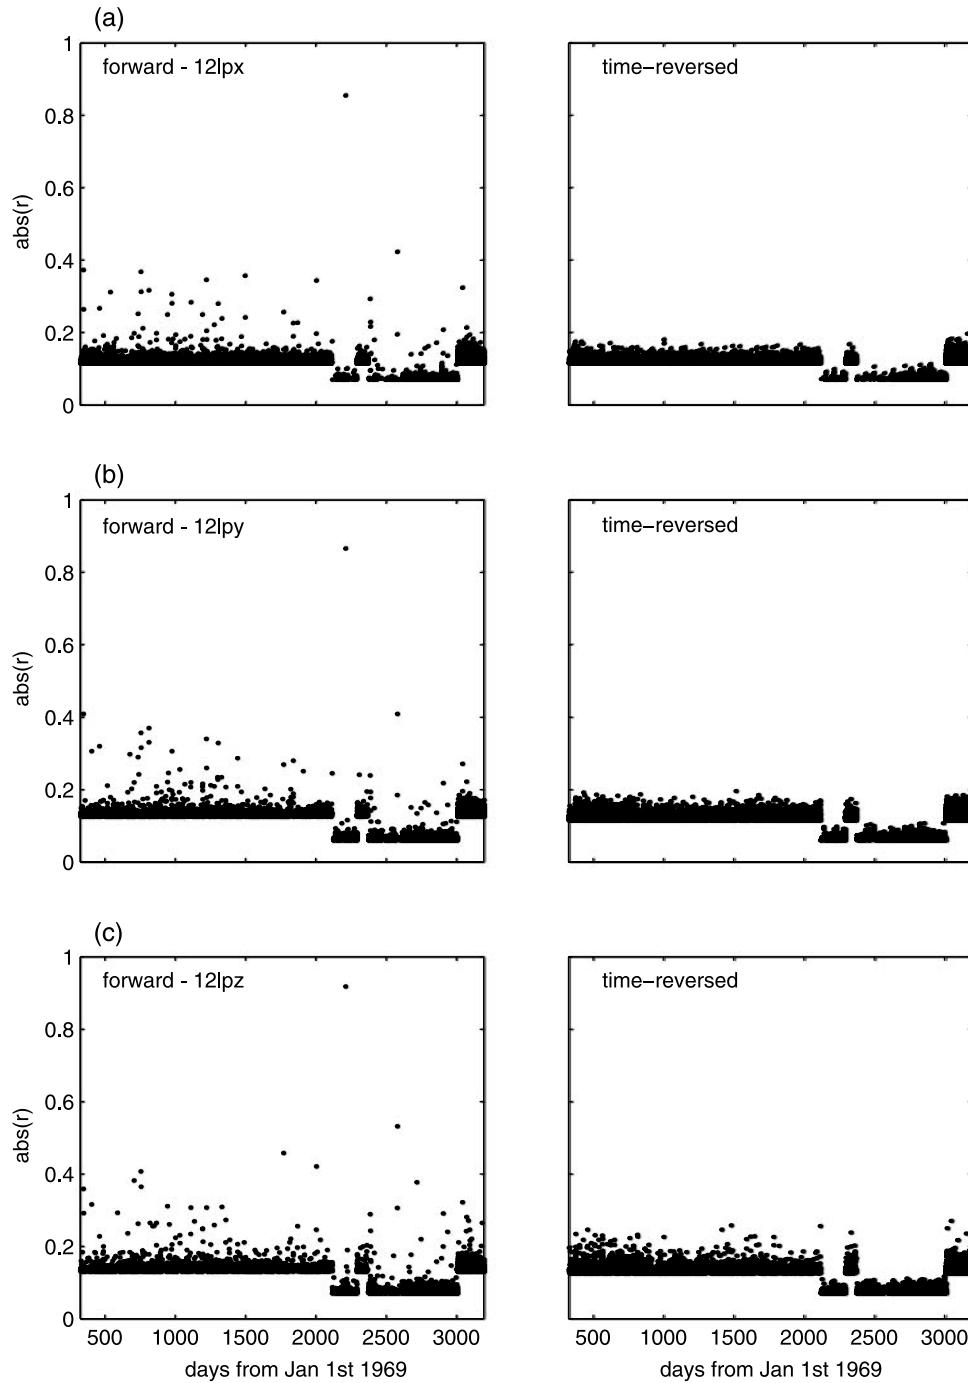 (a)
forward - 12lpx
time-reversed
1
0.8
0.6
0.4
0.2
0
abs(r)
(b)
forward - 12lpy
time-reversed
1
0.8
0.6
0.4
0.2
0
abs(r)
(c)
forward - 12lpz
time-reversed
1
0.8
0.6
0.4
0.2
0
abs(r)
500 1000 1500 2000 2500 3000
500 1000 1500 2000 2500 3000
days from Jan 1st 1969
days from Jan 1st 1969